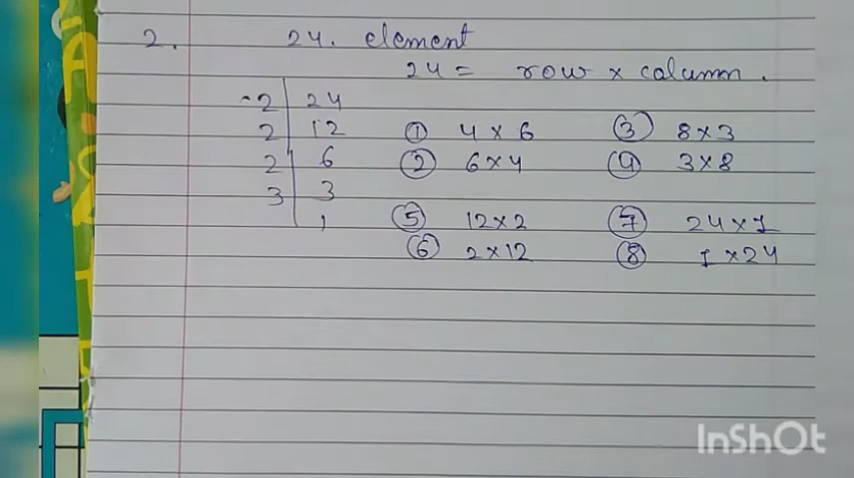 2. 24. element
24 = row x column.
2 | 24
2 | 12 ① 4 x 6 ③ 8 x 3
2 | 6 ② 6 x 4 ④ 3 x 8
3 | 3
| 1 ⑤ 12 x 2 ⑦ 24 x 1
⑥ 2 x 12 ⑧ 1 x 24
InShOt